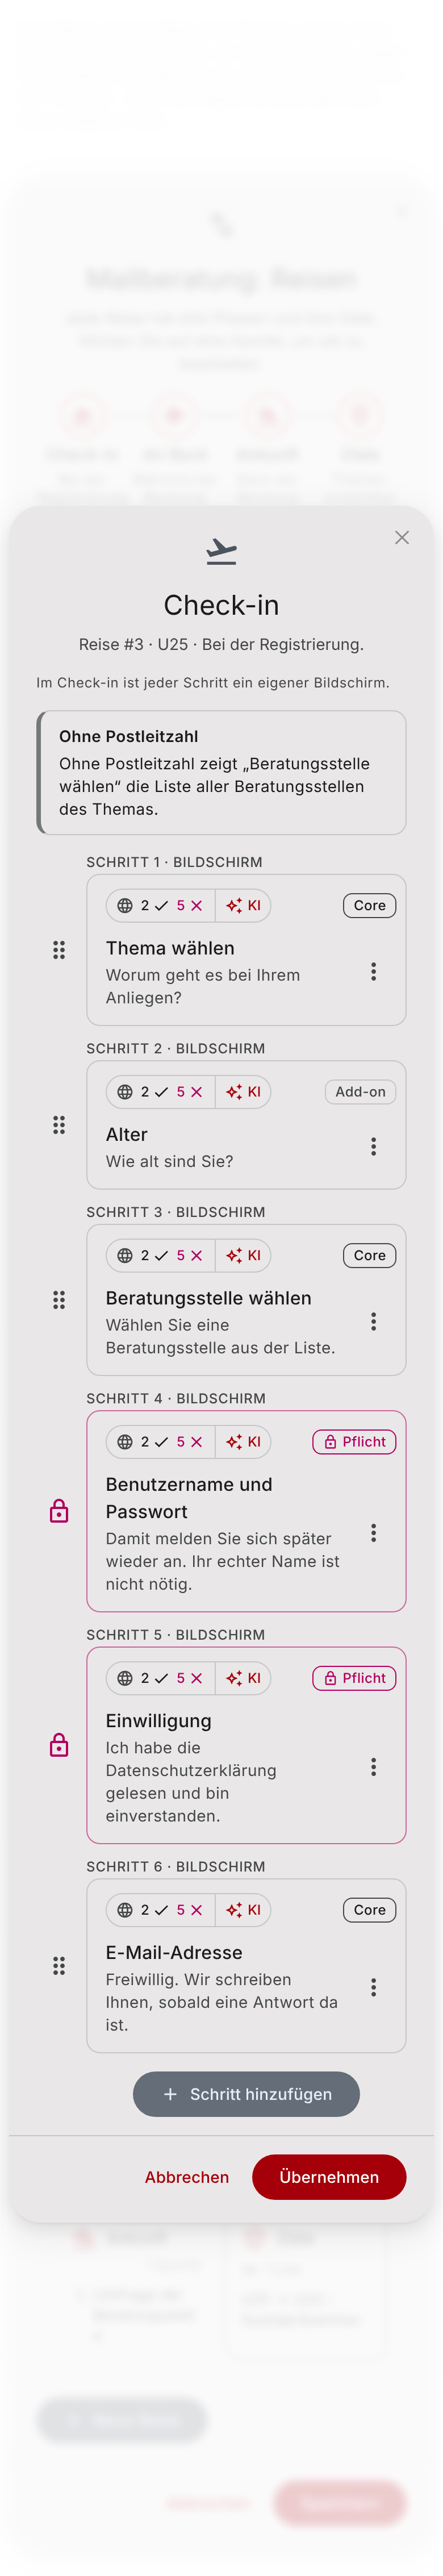 Mailberatung: Reisen
Check-in
Reise #3 · U25 · Bei der Registrierung.
Im Check-in ist jeder Schritt ein eigener Bildschirm.
Ohne Postleitzahl
Ohne Postleitzahl zeigt „Beratungsstelle
wählen“ die Liste aller Beratungsstellen
des Themas.
SCHRITT 1 · BILDSCHIRM
2 5 KI Core
Thema wählen
Worum geht es bei Ihrem
Anliegen?
SCHRITT 2 · BILDSCHIRM
2 5 KI Add-on
Alter
Wie alt sind Sie?
SCHRITT 3 · BILDSCHIRM
2 5 KI Core
Beratungsstelle wählen
Wählen Sie eine
Beratungsstelle aus der Liste.
SCHRITT 4 · BILDSCHIRM
2 5 KI Pflicht
Benutzername und
Passwort
Damit melden Sie sich später
wieder an. Ihr echter Name ist
nicht nötig.
SCHRITT 5 · BILDSCHIRM
2 5 KI Pflicht
Einwilligung
Ich habe die
Datenschutzerklärung
gelesen und bin
einverstanden.
SCHRITT 6 · BILDSCHIRM
2 5 KI Core
E-Mail-Adresse
Freiwillig. Wir schreiben
Ihnen, sobald eine Antwort da
ist.
Schritt hinzufügen
Abbrechen Übernehmen